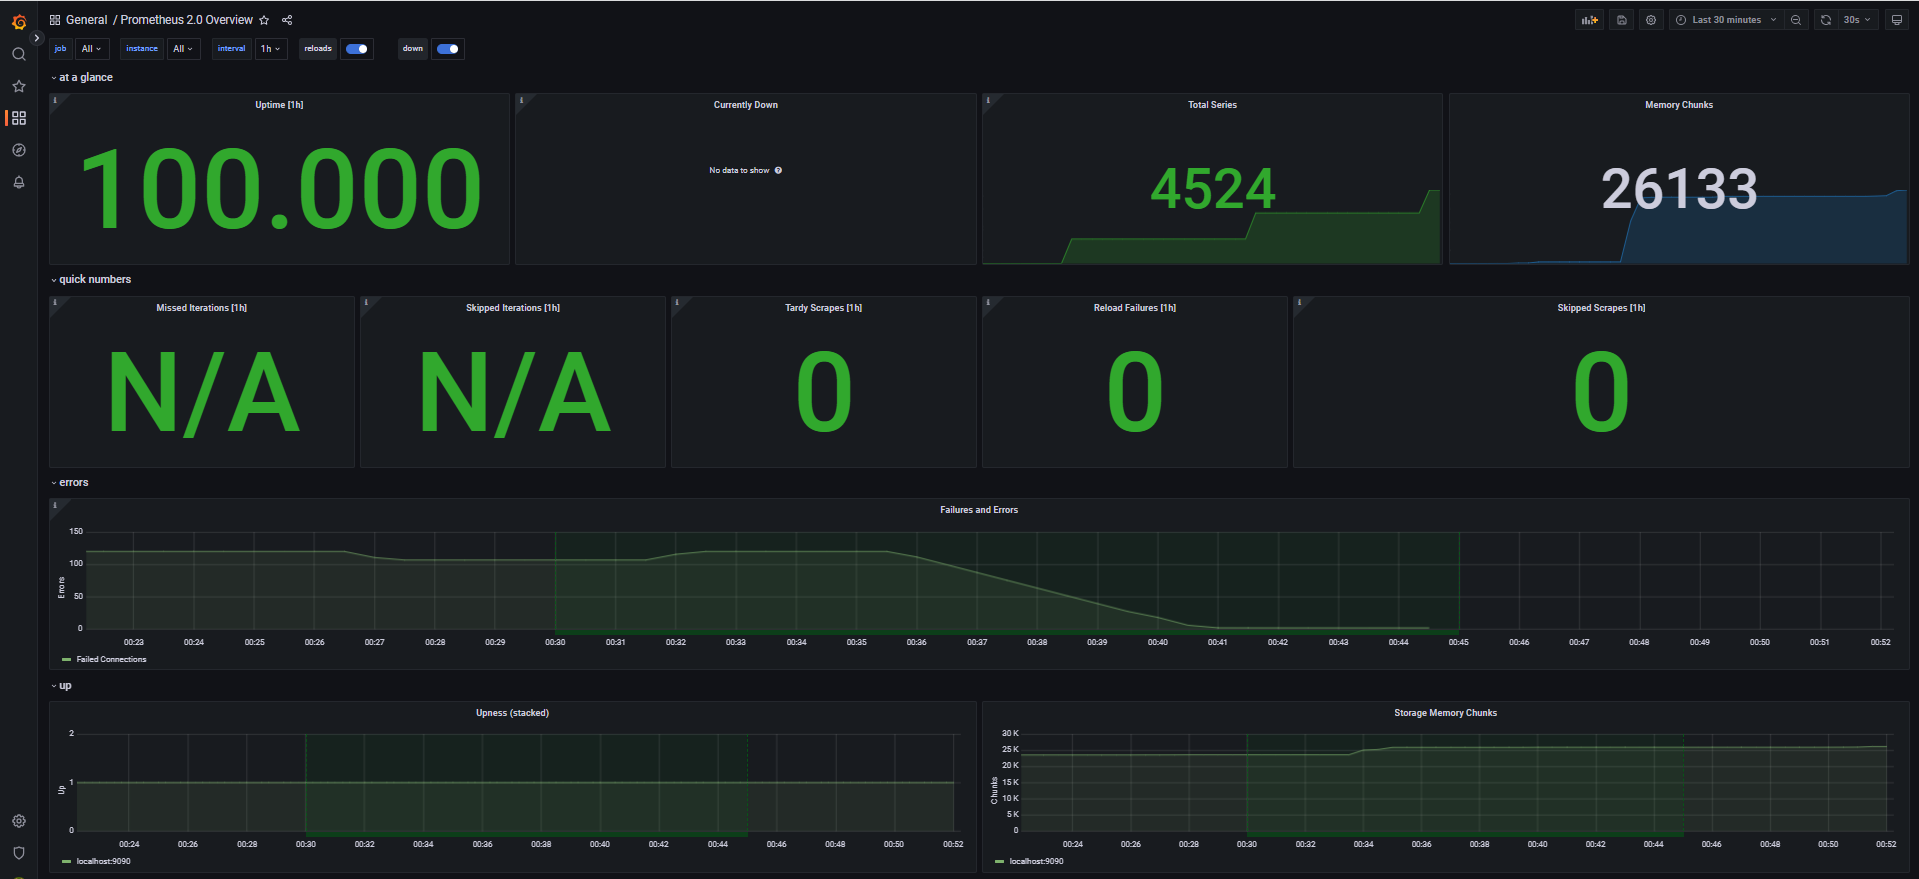 General / Prometheus 2.0 Overview
Last 30 minutes
30s
job All instance All interval 1h reloads down
at a glance
Uptime [1h]
100.000
Currently Down
No data to show
Total Series
4524
Memory Chunks
26133
quick numbers
Missed Iterations [1h]
N/A
Skipped Iterations [1h]
N/A
Tardy Scrapes [1h]
0
Reload Failures [1h]
0
Skipped Scrapes [1h]
0
errors
Failures and Errors
150
100
50
0
Errors
00:23 00:24 00:25 00:26 00:27 00:28 00:29 00:30 00:31 00:32 00:33 00:34 00:35 00:36 00:37 00:38 00:39 00:40 00:41 00:42 00:43 00:44 00:45 00:46 00:47 00:48 00:49 00:50 00:51 00:52
Failed Connections
up
Upness (stacked)
2
1
0
Up
00:24 00:26 00:28 00:30 00:32 00:34 00:36 00:38 00:40 00:42 00:44 00:46 00:48 00:50 00:52
localhost:9090
Storage Memory Chunks
30 K
25 K
20 K
15 K
10 K
5 K
0
Chunks
00:24 00:26 00:28 00:30 00:32 00:34 00:36 00:38 00:40 00:42 00:44 00:46 00:48 00:50 00:52
localhost:9090